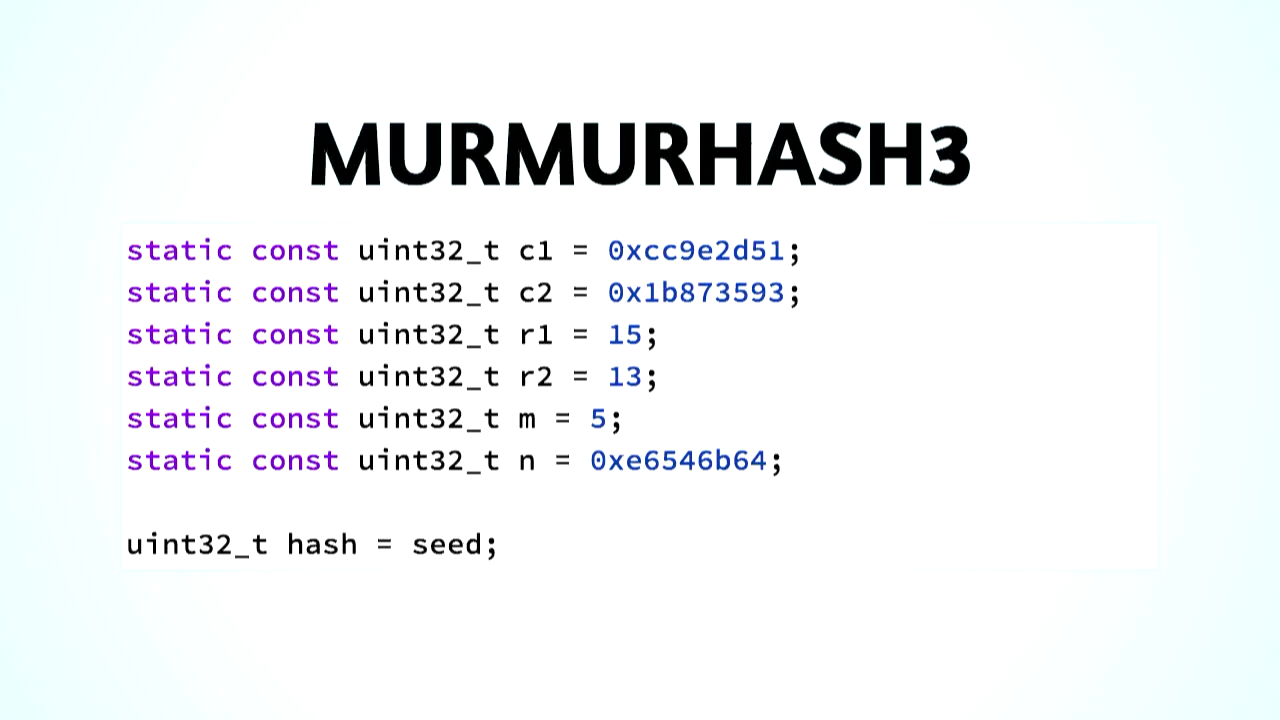 MURMURHASH3
static const uint32_t c1 = 0xcc9e2d51;
static const uint32_t c2 = 0x1b873593;
static const uint32_t r1 = 15;
static const uint32_t r2 = 13;
static const uint32_t m = 5;
static const uint32_t n = 0xe6546b64;
uint32_t hash = seed;